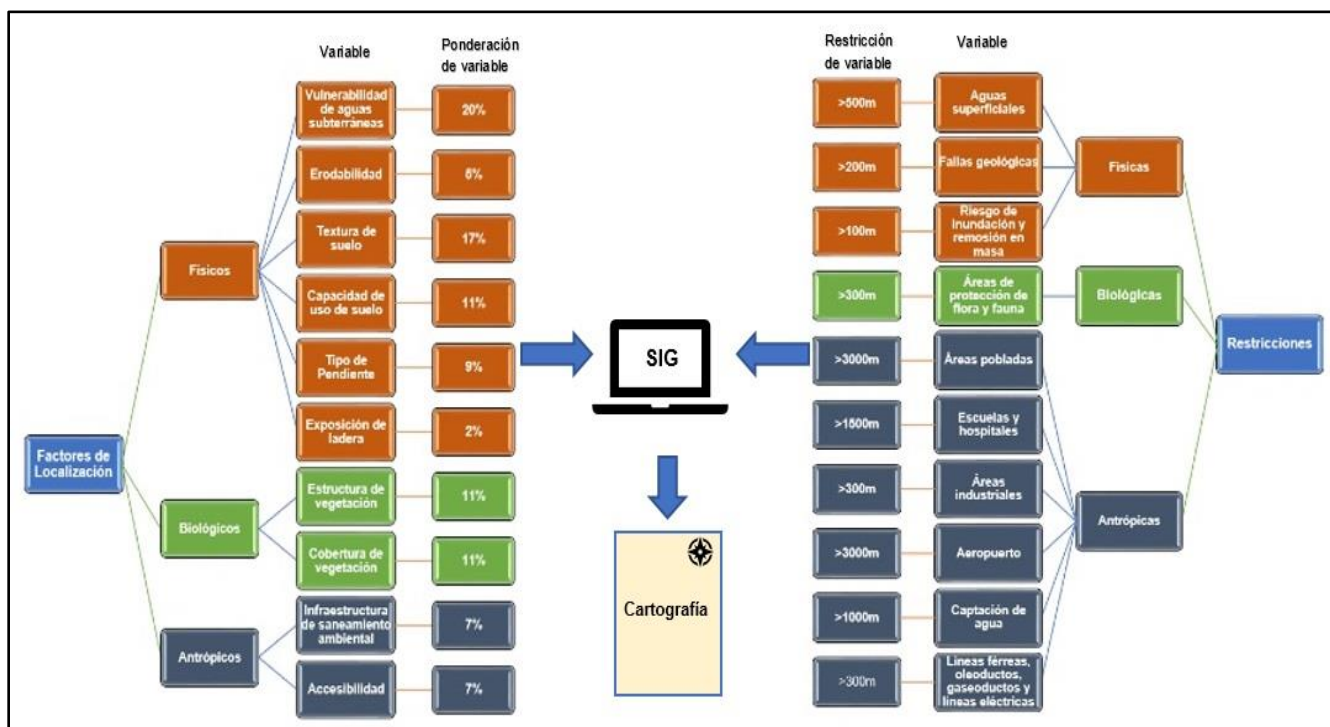 Variable
Ponderación
de variable
Restricción
de variable
Variable
Factores de
Localización
Físicos
Vulnerabilidad
de aguas
subterráneas
20%
Erodabilidad
5%
Textura de
suelo
17%
Capacidad de
uso de suelo
11%
Tipo de
Pendiente
9%
Exposición de
ladera
2%
Biológicos
Estructura de
vegetación
11%
Cobertura de
vegetación
11%
Antrópicos
Infraestructura
de saneamiento
ambiental
7%
Accesibilidad
7%
SIG
Cartografía
>500m
Aguas
superficiales
>200m
Fallas geológicas
>100m
Riesgo de
inundación y
remosión en
masa
Físicas
>300m
Áreas de
protección de
flora y fauna
Biológicas
>3000m
Áreas pobladas
>1500m
Escuelas y
hospitales
>300m
Áreas
industriales
>3000m
Aeropuerto
>1000m
Captación de
agua
>300m
Líneas férreas,
oleoductos,
gaseoductos y
líneas eléctricas
Antrópicas
Restricciones